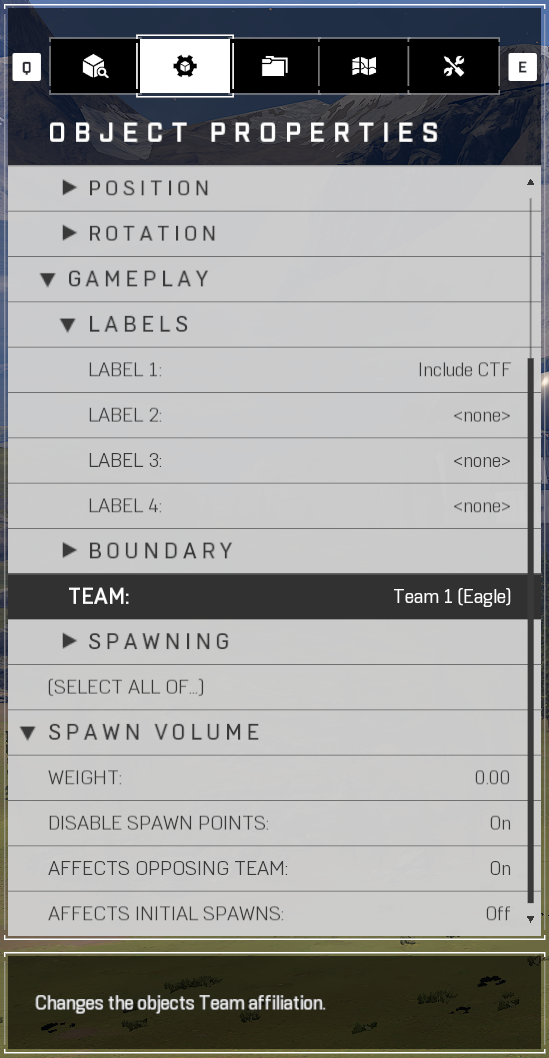 Q
E
OBJECT PROPERTIES
POSITION
ROTATION
GAMEPLAY
LABELS
LABEL 1: Include CTF
LABEL 2: <none>
LABEL 3: <none>
LABEL 4: <none>
BOUNDARY
TEAM: Team 1 (Eagle)
SPAWNING
(SELECT ALL OF...)
SPAWN VOLUME
WEIGHT: 0.00
DISABLE SPAWN POINTS: On
AFFECTS OPPOSING TEAM: On
AFFECTS INITIAL SPAWNS: Off
Changes the objects Team affiliation.